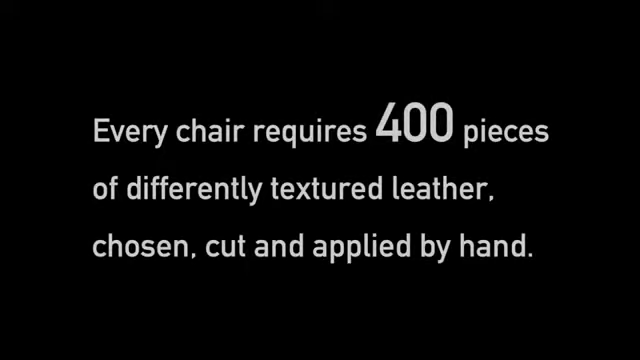 Every chair requires 400 pieces
of differently textured leather,
chosen, cut and applied by hand.